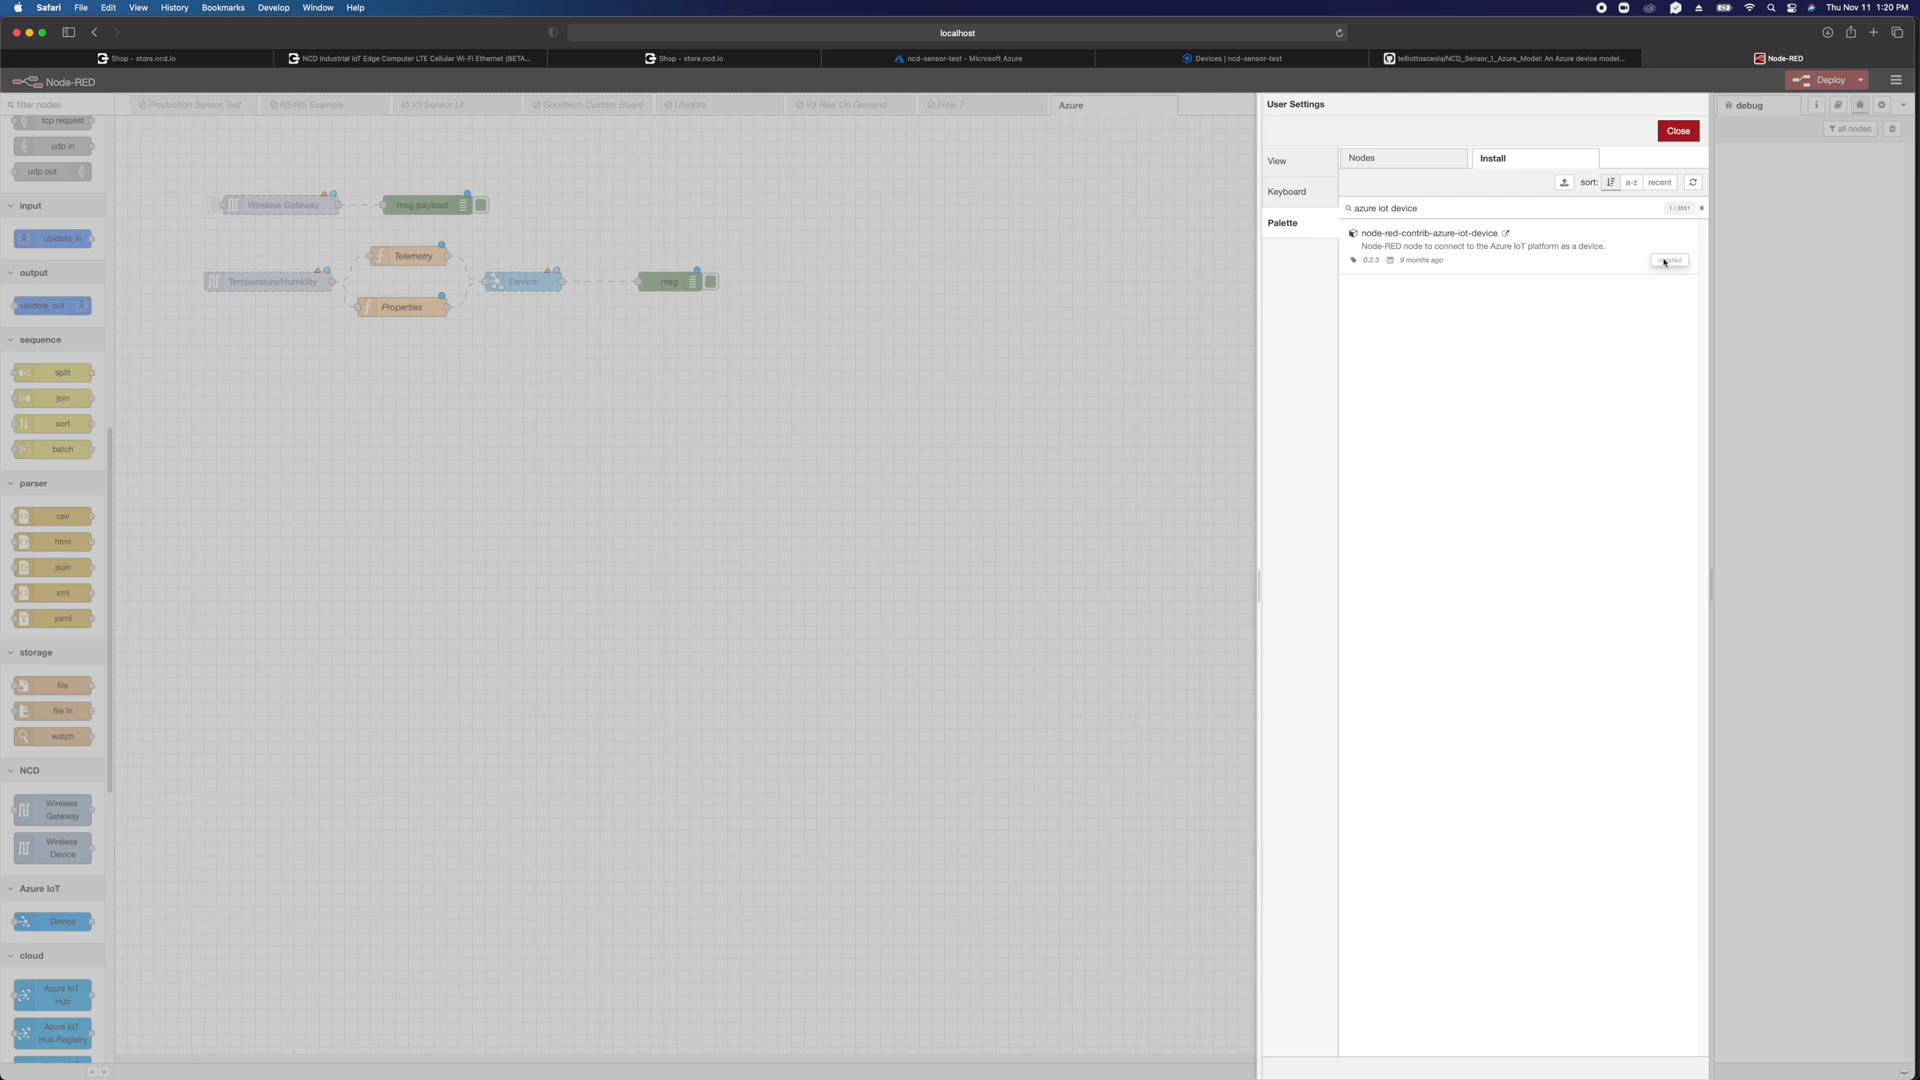 Safari File Edit View History Bookmarks Develop Window Help
Thu Nov 11 1:20 PM
localhost
Shop - store.ncd.io
NCD Industrial IoT Edge Computer LTE Cellular Wi-Fi Ethernet (BETA...
Shop - store.ncd.io
ncd-sensor-test - Microsoft Azure
Devices | ncd-sensor-test
telliottosceola/NCD_Sensor_1_Azure_Model: An Azure device model...
Node-RED
Node-RED
Deploy
filter nodes
Production Sensor Test
RS485 Example
V3 Sensor UI
Goodtech Custom Board
Ubidots
V3 Raw On Demand
Flow 7
Azure
User Settings
debug
all nodes
Close
View
Keyboard
Palette
Nodes
Install
sort:
a-z
recent
azure iot device
1 / 3551
node-red-contrib-azure-iot-device
Node-RED node to connect to the Azure IoT platform as a device.
0.2.3
9 months ago
tcp request
udp in
udp out
input
ubidots_in
output
ubidots_out
sequence
split
join
sort
batch
parser
csv
html
json
xml
yaml
storage
file
file in
watch
NCD
Wireless
Gateway
Wireless
Device
Azure IoT
Device
cloud
Azure IoT
Hub
Azure IoT
Hub Registry
Wireless Gateway
msg.payload
Telemetry
Temperature/Humidity
Device:
msg
Properties